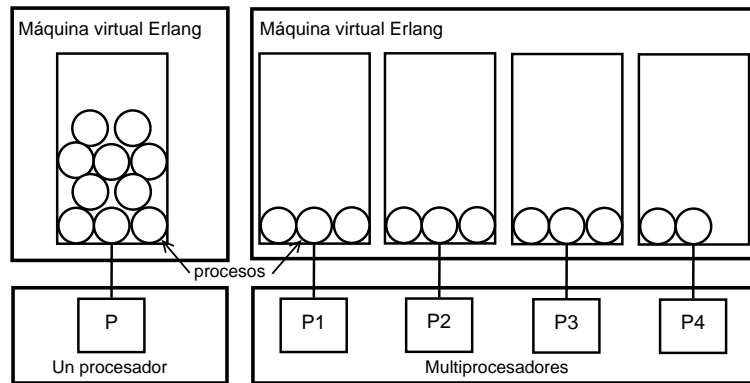 Máquina virtual Erlang
Máquina virtual Erlang
procesos
P
P1
P2
P3
P4
Un procesador
Multiprocesadores